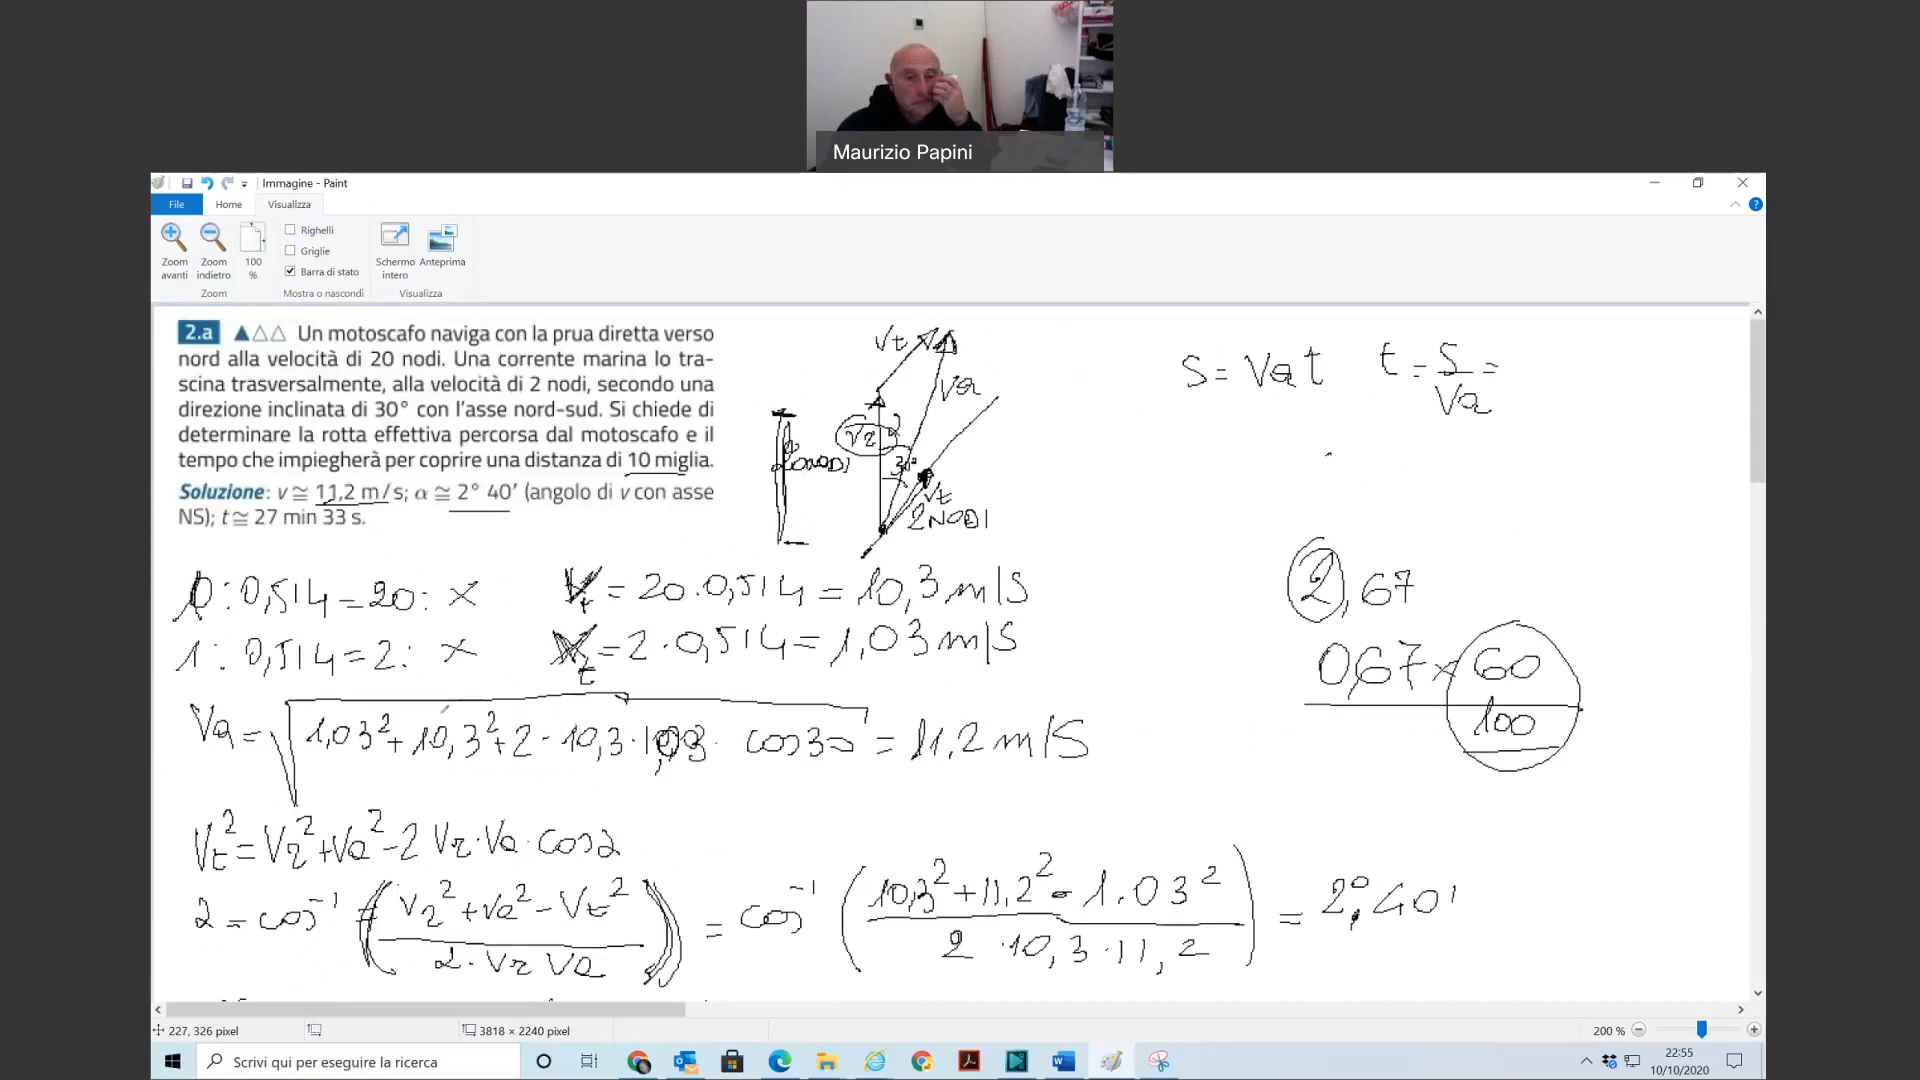 Maurizio Papini
Immagine - Paint
File Home Visualizza
Zoom avanti
Zoom indietro
100 %
Righelli
Griglie
Barra di stato
Schermo intero
Anteprima
Zoom Mostra o nascondi Visualizza
2.a Un motoscafo naviga con la prua diretta verso
nord alla velocità di 20 nodi. Una corrente marina lo tra-
scina trasversalmente, alla velocità di 2 nodi, secondo una
direzione inclinata di 30° con l'asse nord-sud. Si chiede di
determinare la rotta effettiva percorsa dal motoscafo e il
tempo che impiegherà per coprire una distanza di 10 miglia.
Soluzione: v ≅ 11,2 m/s; α ≅ 2° 40′ (angolo di v con asse
NS); t ≅ 27 min 33 s.
Vt
Va
Vr
30°
Vt
2 NODI
S = Va t t = S/Va =
2,67
0,67 × 60
100
1 : 0,514 = 20 : x = 20 · 0,514 = 10,3 m/s
1 : 0,514 = 2 : x = 2 · 0,514 = 1,03 m/s
Va = √ 1,03² + 10,3² + 2 · 10,3 · 1,03 · cos 30 = 11,2 m/s
Vt² = Vr² + Va² - 2 Vr · Va · cos α
α = cos⁻¹ ((Vr² + Va² - Vt²) / (2 · Vr Va)) = cos⁻¹ ((10,3² + 11,2² - 1.03²) / (2 · 10,3 · 11,2)) = 2° 40'
227, 326 pixel 3818 × 2240 pixel 200 %
Scrivi qui per eseguire la ricerca
22:55
10/10/2020